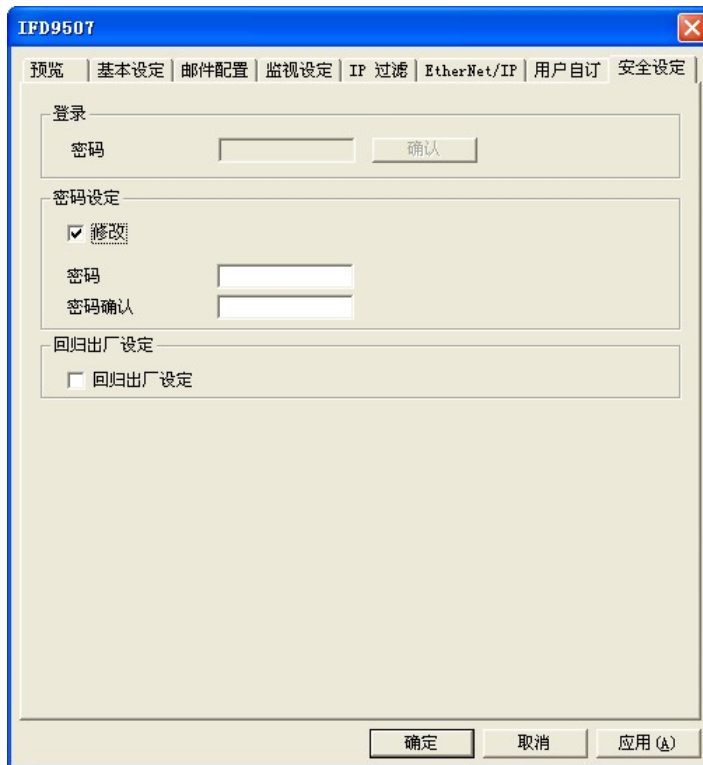 IFD9507
预览 基本设定 邮件配置 监视设定 IP 过滤 EtherNet/IP 用户自订 安全设定
登录
密码 确认
密码设定
修改
密码
密码确认
回归出厂设定
回归出厂设定
确定 取消 应用(A)